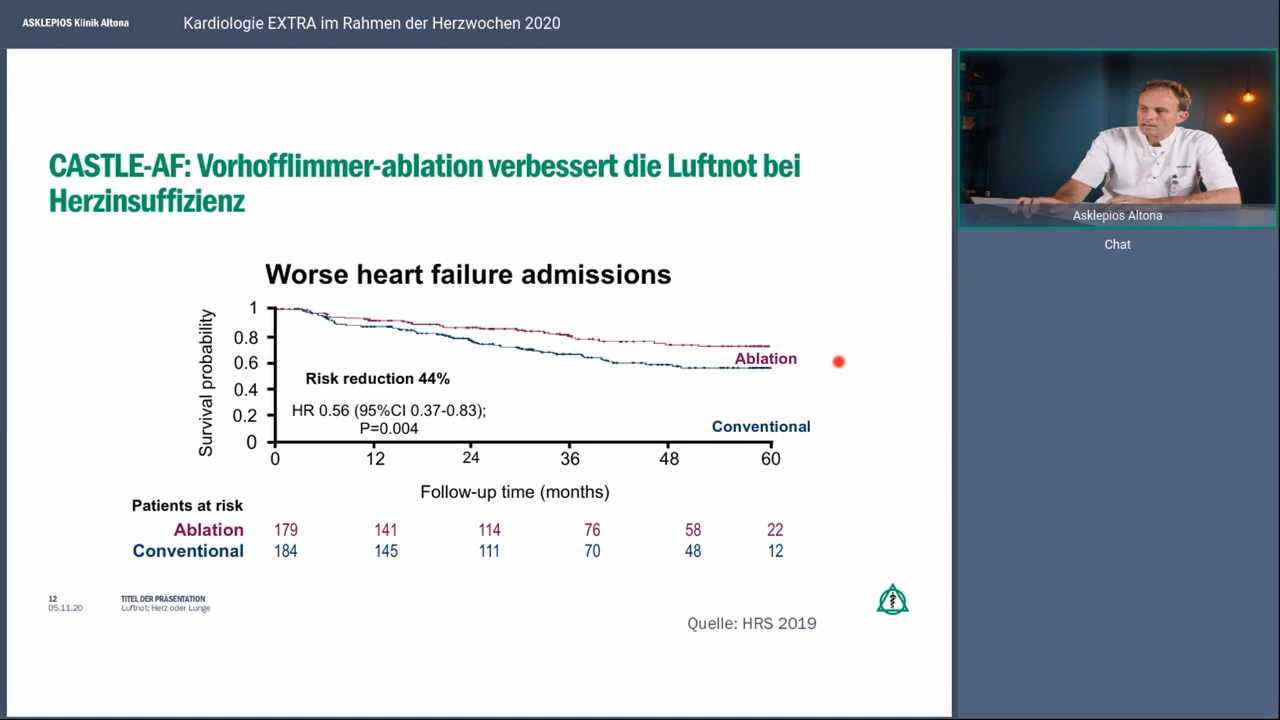 ASKLEPIOS Klinik Altona
Kardiologie EXTRA im Rahmen der Herzwochen 2020
CASTLE-AF: Vorhofflimmer-ablation verbessert die Luftnot bei
Herzinsuffizienz
Worse heart failure admissions
Survival probability
1
0.8
0.6
0.4
0.2
0
Ablation
Risk reduction 44%
HR 0.56 (95%CI 0.37-0.83);
P=0.004
Conventional
0 12 24 36 48 60
Follow-up time (months)
Patients at risk
Ablation 179 141 114 76 58 22
Conventional 184 145 111 70 48 12
12 TITEL DER PRÄSENTATION
05.11.20 Luftnot: Herz oder Lunge
Quelle: HRS 2019
Asklepios Altona
Chat